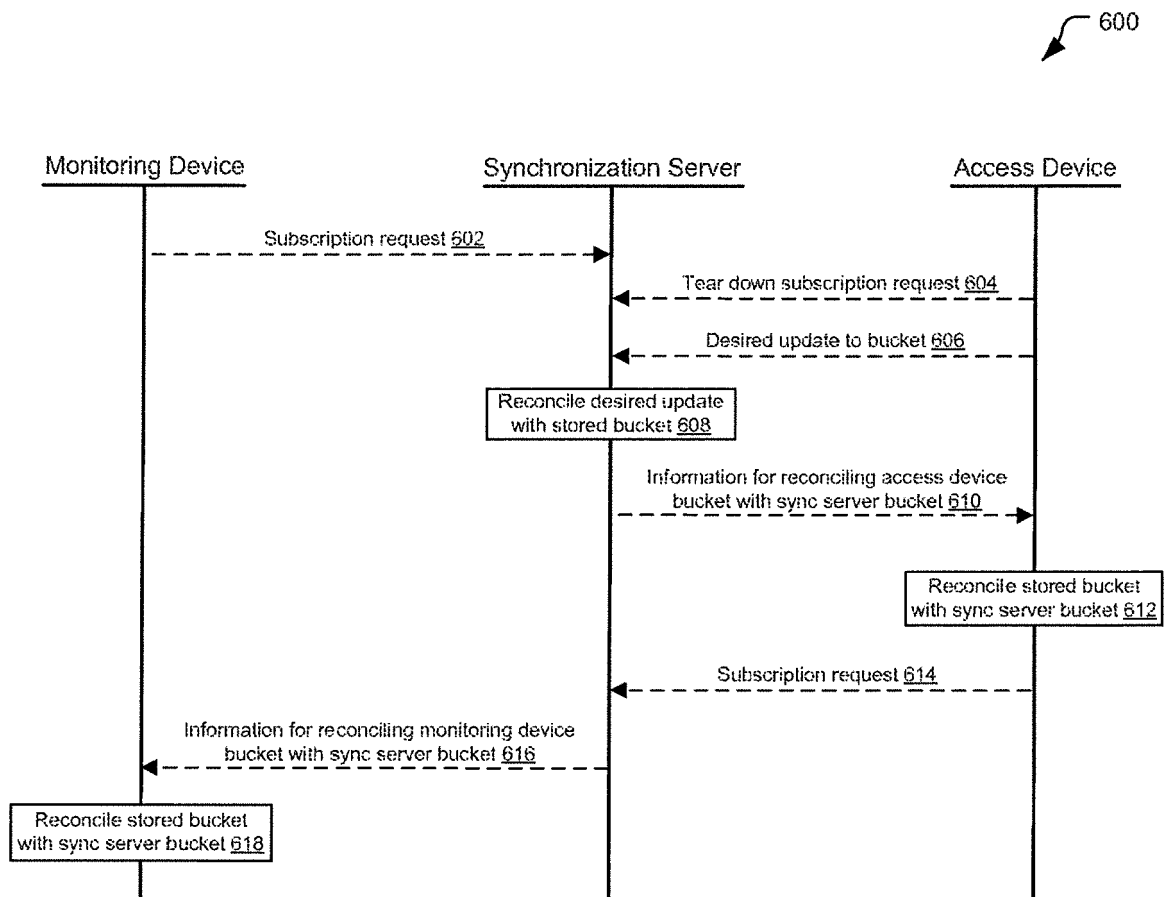 600
Monitoring Device
Synchronization Server
Access Device
Subscription request 602
Tear down subscription request 604
Desired update to bucket 606
Reconcile desired update
with stored bucket 608
Information for reconciling access device
bucket with sync server bucket 610
Reconcile stored bucket
with sync server bucket 612
Subscription request 614
Information for reconciling monitoring device
bucket with sync server bucket 616
Reconcile stored bucket
with sync server bucket 618